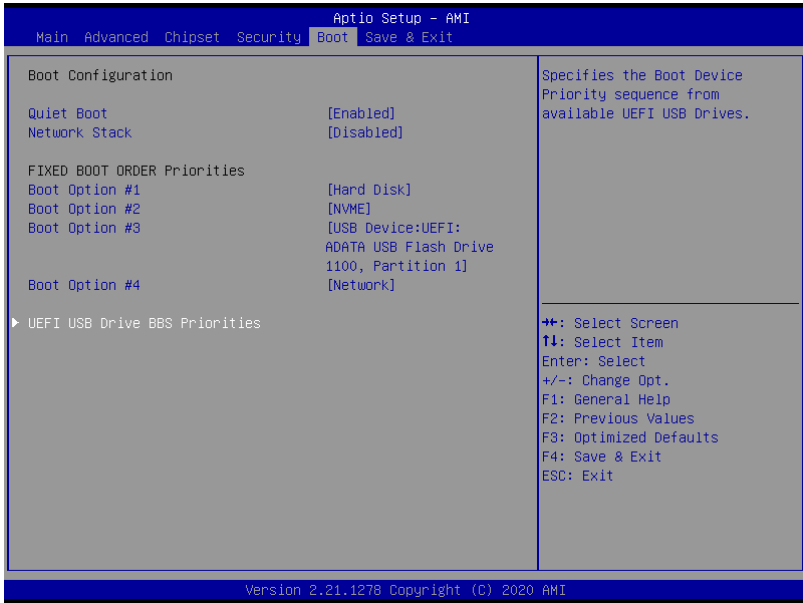 Aptio Setup – AMI
Main Advanced Chipset Security Boot Save & Exit
Boot Configuration
Quiet Boot [Enabled]
Network Stack [Disabled]
FIXED BOOT ORDER Priorities
Boot Option #1 [Hard Disk]
Boot Option #2 [NVME]
Boot Option #3 [USB Device:UEFI:
ADATA USB Flash Drive
1100, Partition 1]
Boot Option #4 [Network]
UEFI USB Drive BBS Priorities
Specifies the Boot Device
Priority sequence from
available UEFI USB Drives.
→←: Select Screen
↑↓: Select Item
Enter: Select
+/-: Change Opt.
F1: General Help
F2: Previous Values
F3: Optimized Defaults
F4: Save & Exit
ESC: Exit
Version 2.21.1278 Copyright (C) 2020 AMI